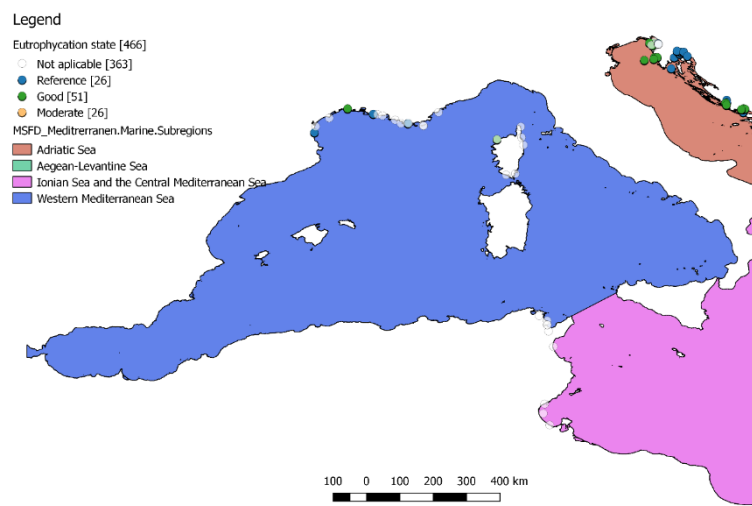 Legend
Eutrophycation state [466]
Not aplicable [363]
Reference [26]
Good [51]
Moderate [26]
MSFD_Meditrerranen.Marine.Subregions
Adriatic Sea
Aegean-Levantine Sea
Ionian Sea and the Central Mediterranean Sea
Western Mediterranean Sea
100 0 100 200 300 400 km